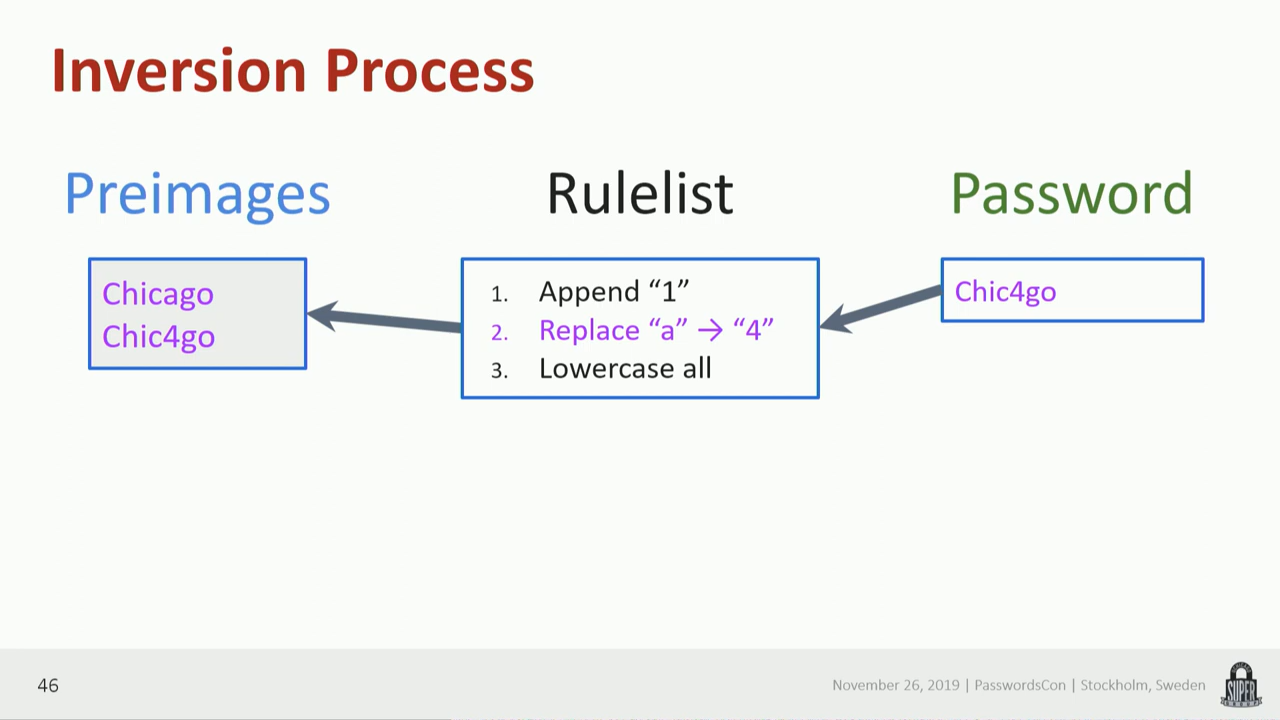 Inversion Process
Preimages
Rulelist
Password
Chicago
Chic4go
1. Append “1”
2. Replace “a” → “4”
3. Lowercase all
Chic4go
46
November 26, 2019 | PasswordsCon | Stockholm, Sweden
SUPER